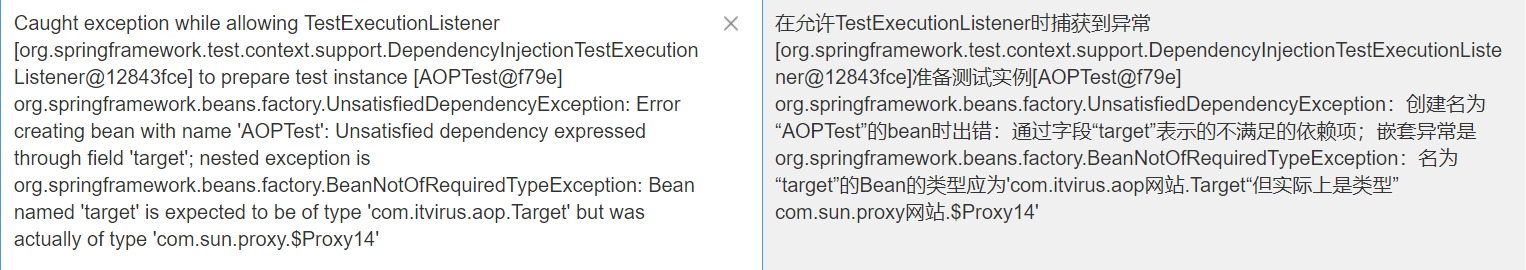 Caught exception while allowing TestExecutionListener
[org.springframework.test.context.support.DependencyInjectionTestExecution
Listener@12843fce] to prepare test instance [AOPTest@f79e]
org.springframework.beans.factory.UnsatisfiedDependencyException: Error
creating bean with name 'AOPTest': Unsatisfied dependency expressed
through field 'target'; nested exception is
org.springframework.beans.factory.BeanNotOfRequiredTypeException: Bean
named 'target' is expected to be of type 'com.itvirus.aop.Target' but was
actually of type 'com.sun.proxy.$Proxy14'
在允许TestExecutionListener时捕获到异常
[org.springframework.test.context.support.DependencyInjectionTestExecutionListe
ner@12843fce]准备测试实例[AOPTest@f79e]
org.springframework.beans.factory.UnsatisfiedDependencyException：创建名为
“AOPTest”的bean时出错：通过字段“target”表示的不满足的依赖项；嵌套异常是
org.springframework.beans.factory.BeanNotOfRequiredTypeException：名为
“target”的Bean的类型应为'com.itvirus.aop网站.Target“但实际上是类型”
com.sun.proxy网站.$Proxy14'